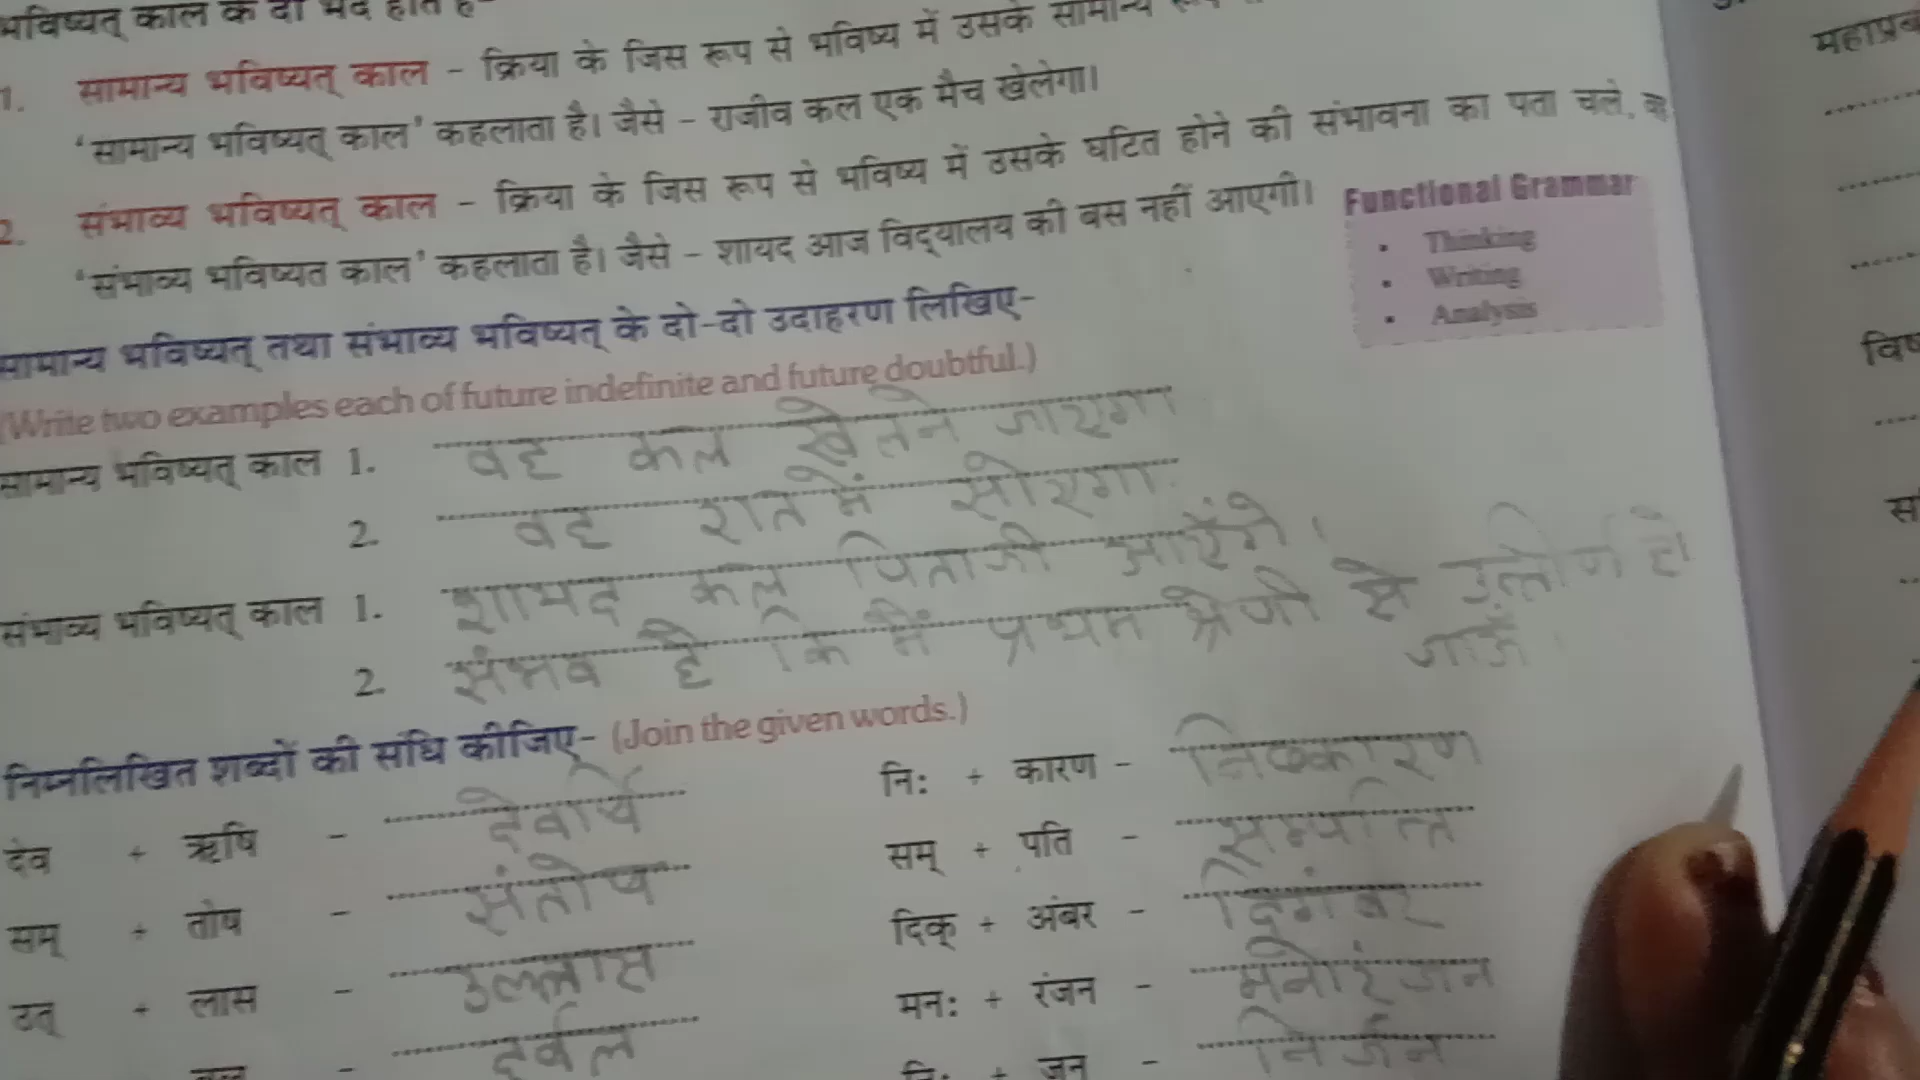 भविष्यत् काल के दो भेद होते हैं-
1. सामान्य भविष्यत् काल - क्रिया के जिस रूप से भविष्य में उसके सामान्य
'सामान्य भविष्यत् काल' कहलाता है। जैसे - राजीव कल एक मैच खेलेगा।
2. संभाव्य भविष्यत् काल - क्रिया के जिस रूप से भविष्य में उसके घटित होने की संभावना का पता चले, वह
'संभाव्य भविष्यत काल' कहलाता है। जैसे - शायद आज विद्‌यालय की बस नहीं आएगी।
Functional Grammar
• Thinking
• Writing
• Analysis
सामान्य भविष्यत् तथा संभाव्य भविष्यत् के दो-दो उदाहरण लिखिए-
(Write two examples each of future indefinite and future doubtful.)
सामान्य भविष्यत् काल 1. वह कल खेलने जाएगा
2 वह रात में सोएगा
संभाव्य भविष्यत् काल 1. शायद कल पिताजी आएँगे।
2 संभव है कि मैं प्रथम श्रेणी से उत्तीर्ण हो
जाऊँ
निम्नलिखित शब्दों की संधि कीजिए- (Join the given words.)
देव + ऋषि - देवर्षि
निः + कारण - निष्कारण
सम् + तोष - संतोष
सम् + पति - सम्पत्ति
उत् + लास - उल्लास
दिक् + अंबर - दिगंबर
मनः + रंजन - मनोरंजन
जन - निर्जन